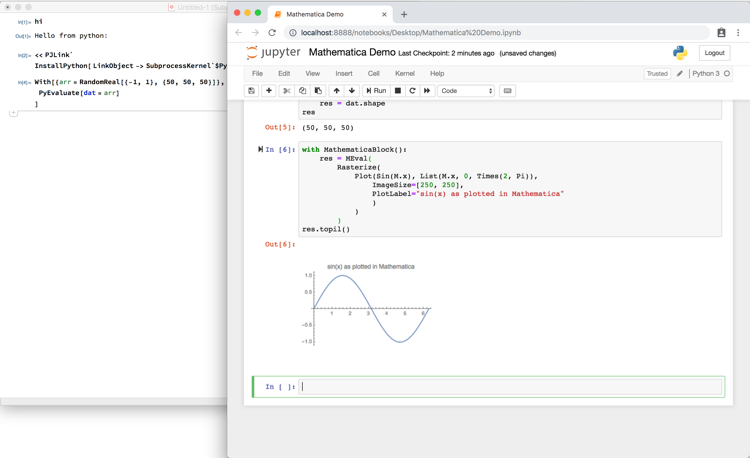 Untitled-1 (Su
In[1]:= hi
Out[1]= Hello from python:
In[2]:= << PJLink`
InstallPython[LinkObject -> SubprocessKernel`$Py
In[4]:= With[{arr = RandomReal[{-1, 1}, {50, 50, 50}]},
PyEvaluate[dat = arr]
]
Mathematica Demo
localhost:8888/notebooks/Desktop/Mathematica%20Demo.ipynb
jupyter Mathematica Demo Last Checkpoint: 2 minutes ago (unsaved changes)
Logout
File Edit View Insert Cell Kernel Help Trusted Python 3
Run Code
res = dat.shape
res
Out[5]: (50, 50, 50)
In [6]: with MathematicaBlock():
res = MEval(
Rasterize(
Plot(Sin(M.x), List(M.x, 0, Times(2, Pi)),
ImageSize=[250, 250],
PlotLabel="sin(x) as plotted in Mathematica"
)
)
)
res.topil()
Out[6]:
sin(x) as plotted in Mathematica
1.0
0.5
1 2 3 4 5 6
-0.5
-1.0
In [ ]: